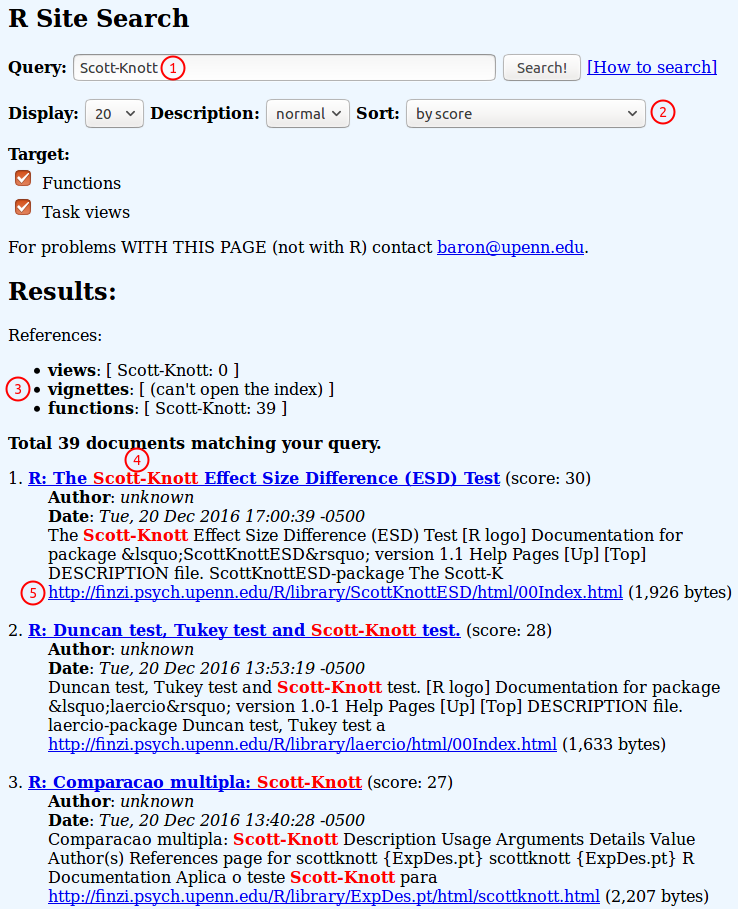 R Site Search
Query: Scott-Knott 1 Search! [How to search]
Display: 20 Description: normal Sort: by score 2
Target:
Functions
Task views
For problems WITH THIS PAGE (not with R) contact baron@upenn.edu.
Results:
References:
• views: [ Scott-Knott: 0 ]
3 • vignettes: [ (can't open the index) ]
• functions: [ Scott-Knott: 39 ]
Total 39 documents matching your query.
4
1. R: The Scott-Knott Effect Size Difference (ESD) Test (score: 30)
Author: unknown
Date: Tue, 20 Dec 2016 17:00:39 -0500
The Scott-Knott Effect Size Difference (ESD) Test [R logo] Documentation for
package &lsquo;ScottKnottESD&rsquo; version 1.1 Help Pages [Up] [Top]
DESCRIPTION file. ScottKnottESD-package The Scott-K
5 http://finzi.psych.upenn.edu/R/library/ScottKnottESD/html/00Index.html (1,926 bytes)
2. R: Duncan test, Tukey test and Scott-Knott test. (score: 28)
Author: unknown
Date: Tue, 20 Dec 2016 13:53:19 -0500
Duncan test, Tukey test and Scott-Knott test. [R logo] Documentation for package
&lsquo;laercio&rsquo; version 1.0-1 Help Pages [Up] [Top] DESCRIPTION file.
laercio-package Duncan test, Tukey test a
http://finzi.psych.upenn.edu/R/library/laercio/html/00Index.html (1,633 bytes)
3. R: Comparacao multipla: Scott-Knott (score: 27)
Author: unknown
Date: Tue, 20 Dec 2016 13:40:28 -0500
Comparacao multipla: Scott-Knott Description Usage Arguments Details Value
Author(s) References page for scottknott {ExpDes.pt} scottknott {ExpDes.pt} R
Documentation Aplica o teste Scott-Knott para
http://finzi.psych.upenn.edu/R/library/ExpDes.pt/html/scottknott.html (2,207 bytes)